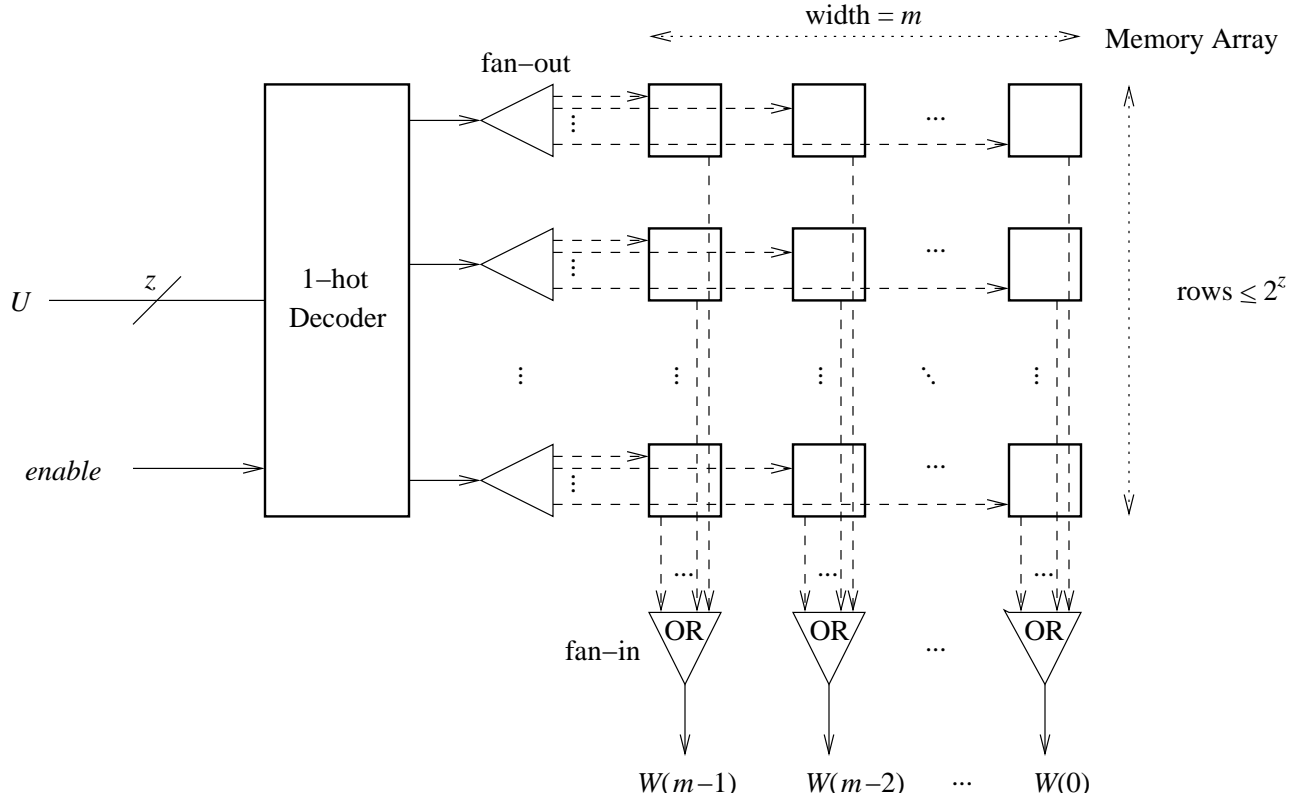 width = m
Memory Array
fan−out
...
...
...
...
z
U
1−hot
Decoder
rows ≤ 2^z
...
...
...
...
...
...
enable
...
...
...
...
...
OR
OR
OR
fan−in
...
W(m−1)
W(m−2)
...
W(0)